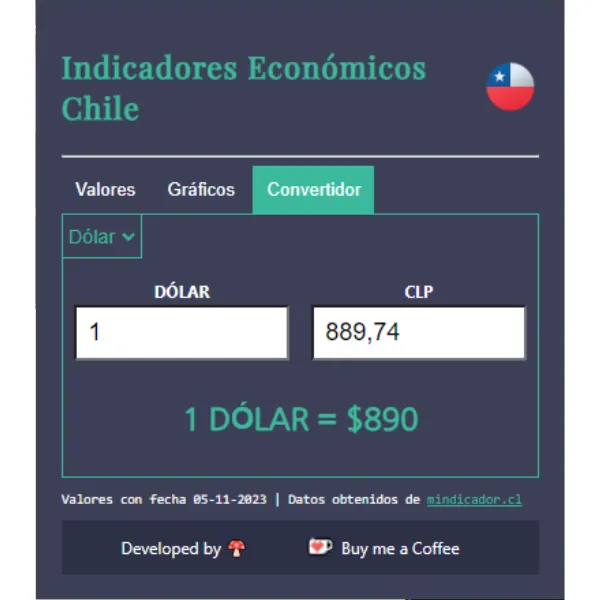 Indicadores Económicos
Chile
Valores Gráficos Convertidor
Dólar
DÓLAR CLP
1 889,74
1 DÓLAR = $890
Valores con fecha 05-11-2023 | Datos obtenidos de mindicador.cl
Developed by Buy me a Coffee